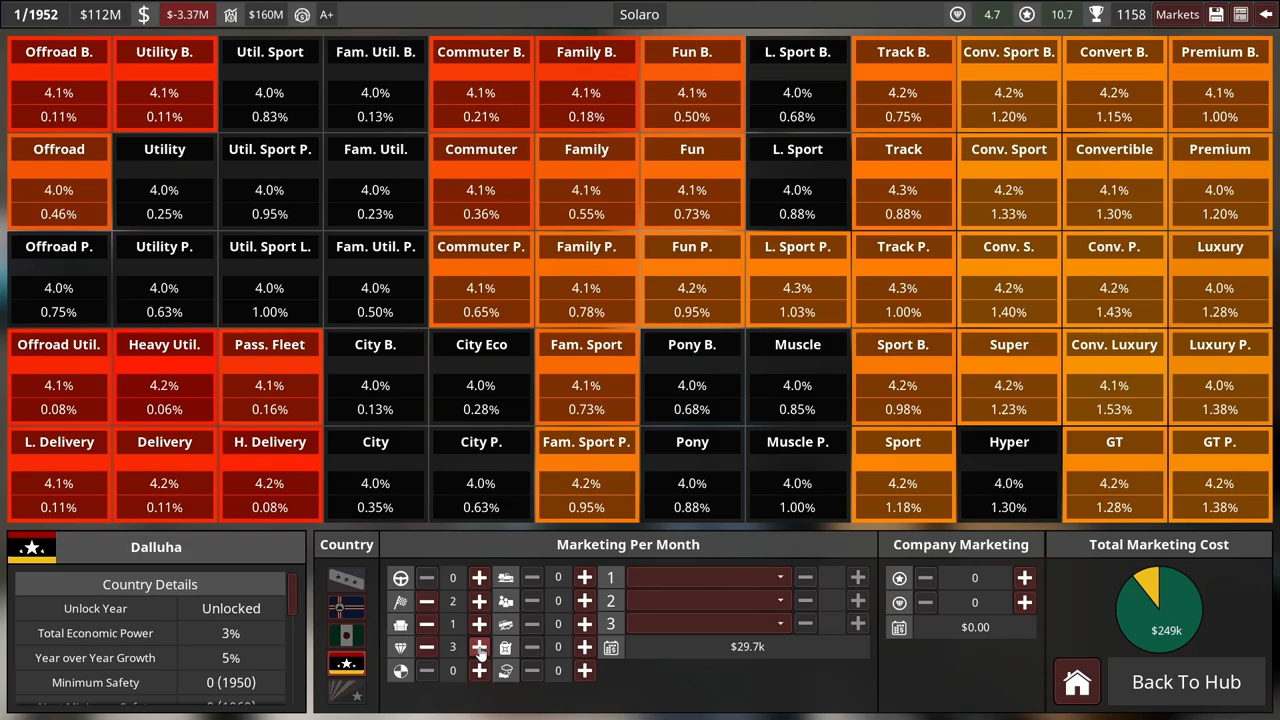 1/1952 $112M $ $-3.37M $160M A+ Solaro 4.7 10.7 1158 Markets
Offroad B. Utility B. Util. Sport Fam. Util. B. Commuter B. Family B. Fun B. L. Sport B. Track B. Conv. Sport B. Convert B. Premium B.
4.1% 4.1% 4.0% 4.0% 4.1% 4.1% 4.1% 4.0% 4.2% 4.2% 4.2% 4.1%
0.11% 0.11% 0.83% 0.13% 0.21% 0.18% 0.50% 0.68% 0.75% 1.20% 1.15% 1.00%
Offroad Utility Util. Sport P. Fam. Util. Commuter Family Fun L. Sport Track Conv. Sport Convertible Premium
4.0% 4.0% 4.0% 4.0% 4.1% 4.1% 4.1% 4.0% 4.3% 4.2% 4.1% 4.0%
0.46% 0.25% 0.95% 0.23% 0.36% 0.55% 0.73% 0.88% 0.88% 1.33% 1.30% 1.20%
Offroad P. Utility P. Util. Sport L. Fam. Util. P. Commuter P. Family P. Fun P. L. Sport P. Track P. Conv. S. Conv. P. Luxury
4.0% 4.0% 4.0% 4.0% 4.1% 4.1% 4.2% 4.3% 4.3% 4.2% 4.2% 4.0%
0.75% 0.63% 1.00% 0.50% 0.65% 0.78% 0.95% 1.03% 1.00% 1.40% 1.43% 1.28%
Offroad Util. Heavy Util. Pass. Fleet City B. City Eco Fam. Sport Pony B. Muscle Sport B. Super Conv. Luxury Luxury P.
4.1% 4.2% 4.1% 4.0% 4.0% 4.1% 4.0% 4.0% 4.2% 4.2% 4.1% 4.2%
0.08% 0.06% 0.16% 0.13% 0.28% 0.73% 0.68% 0.85% 0.98% 1.23% 1.53% 1.38%
L. Delivery Delivery H. Delivery City City P. Fam. Sport P. Pony Muscle P. Sport Hyper GT GT P.
4.1% 4.2% 4.2% 4.0% 4.0% 4.2% 4.0% 4.0% 4.2% 4.0% 4.2% 4.2%
0.11% 0.11% 0.08% 0.35% 0.63% 0.95% 0.88% 1.00% 1.18% 1.30% 1.28% 1.38%
Dalluha Country Marketing Per Month Company Marketing Total Marketing Cost
Country Details
Unlock Year Unlocked
Total Economic Power 3%
Year over Year Growth 5%
Minimum Safety 0 (1950)
0 0 1
2 0 2
1 0 3
3 0 $29.7k
0 0
0
0
$0.00
$249k
Back To Hub